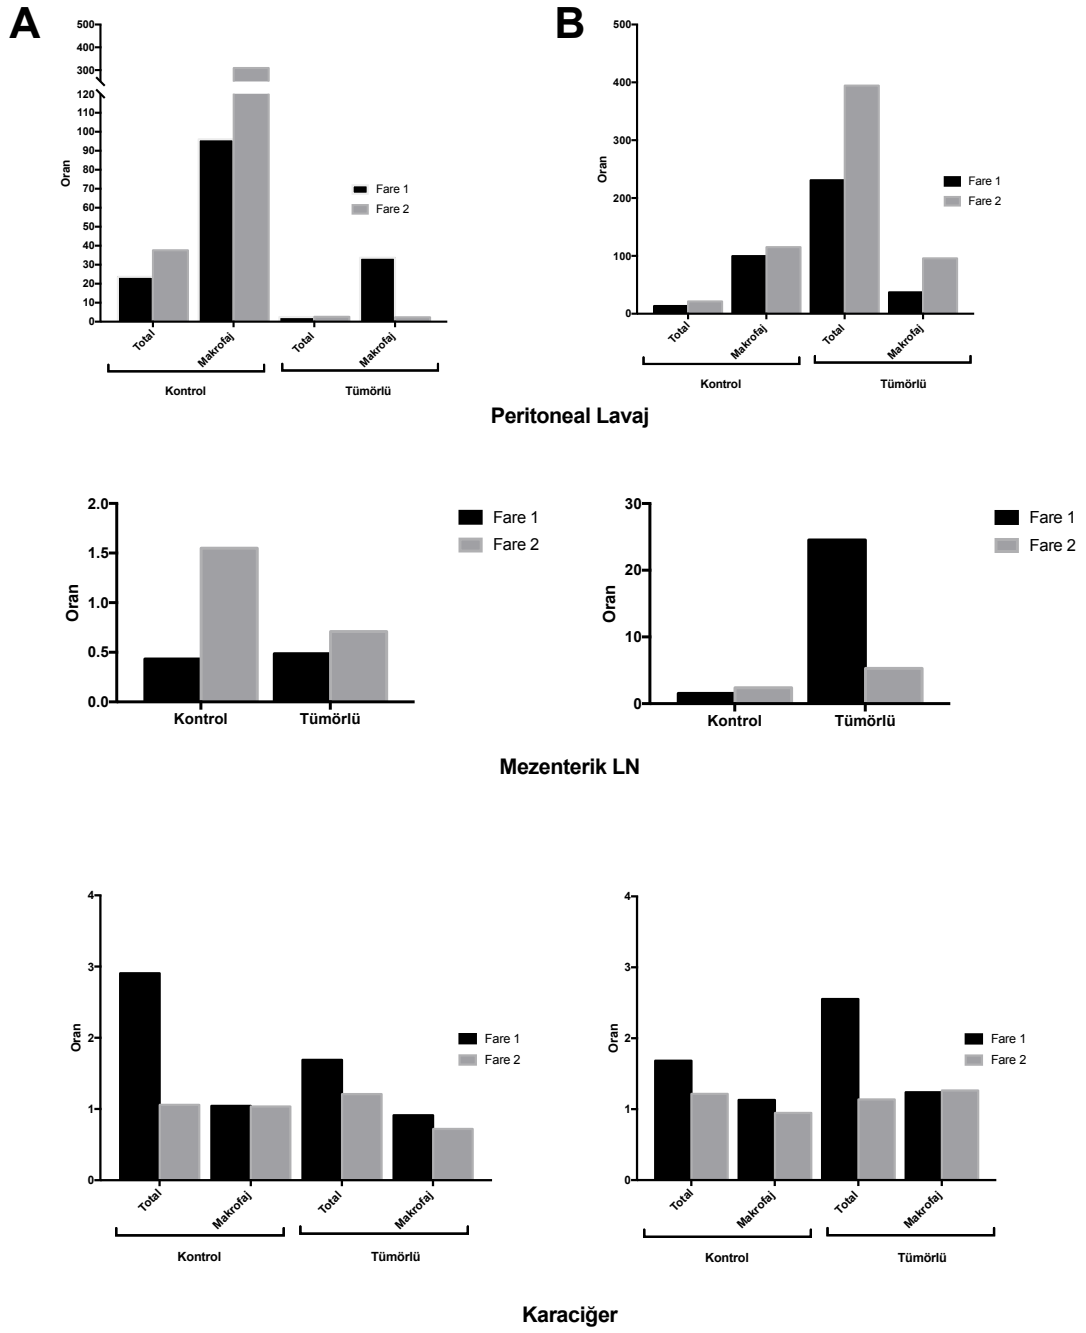 A
500
400
300
120
110
100
90
80
70
60
50
40
30
20
10
0
Oran
Fare 1
Fare 2
Total
Makrofaj
Total
Makrofaj
Kontrol
Tümörlü
B
500
400
300
200
100
0
Oran
Fare 1
Fare 2
Total
Makrofaj
Total
Makrofaj
Kontrol
Tümörlü
Peritoneal Lavaj
2.0
1.5
1.0
0.5
0.0
Oran
Fare 1
Fare 2
Kontrol
Tümörlü
30
20
10
0
Oran
Fare 1
Fare 2
Kontrol
Tümörlü
Mezenterik LN
4
3
2
1
0
Oran
Fare 1
Fare 2
Total
Makrofaj
Total
Makrofaj
Kontrol
Tümörlü
4
3
2
1
0
Oran
Fare 1
Fare 2
Total
Makrofaj
Total
Makrofaj
Kontrol
Tümörlü
Karaciğer